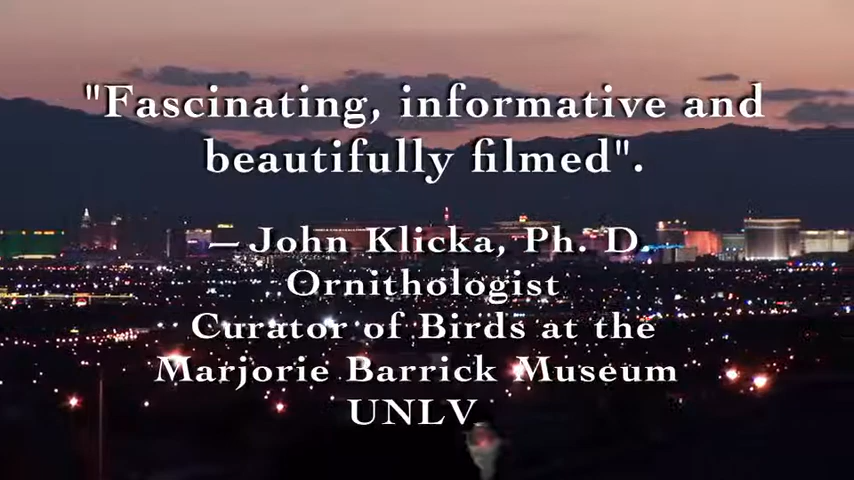 "Fascinating, informative and
beautifully filmed".
– John Klicka, Ph. D.
Ornithologist
Curator of Birds at the
Marjorie Barrick Museum
UNLV